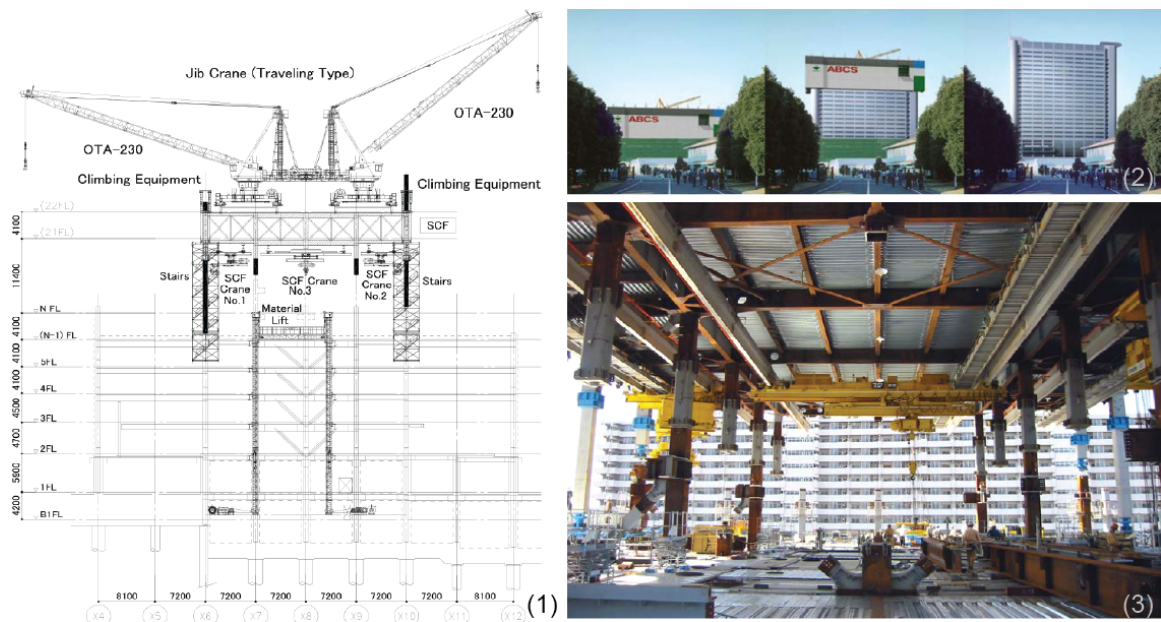 Jib Crane (Traveling Type)
OTA-230
OTA-230
Climbing Equipment
Climbing Equipment
(22FL)
4100
SCF
(21FL)
11400
Stairs
SCF
Crane
No.1
SCF Crane
No.3
SCF
Crane
No.2
Stairs
Material
Lift
N FL
4100
(N-1) FL
4100
5FL
4100
4FL
4500
3FL
4700
2FL
5900
1FL
4200
B1FL
8100
7200
7200
7200
7200
7200
7200
8100
X4
X5
X6
X7
X8
X9
X10
X11
X12
(1)
ABCS
ABCS
(2)
(3)